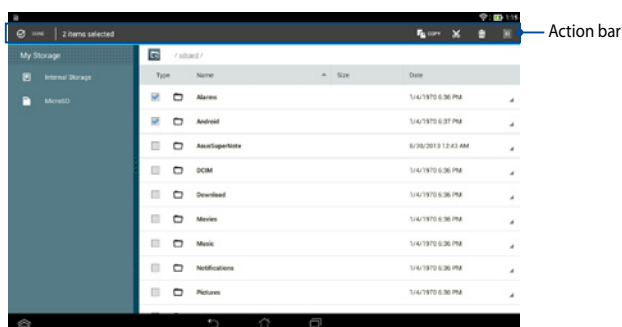 1:15
DONE 2 items selected COPY
Action bar
My Storage
/ sdcard /
Type Name Size Date
Internal Storage
MicroSD
Alarms 1/4/1970 6:36 PM
Android 1/4/1970 6:37 PM
AsusSuperNote 8/30/2013 12:43 AM
DCIM 1/4/1970 6:36 PM
Download 1/4/1970 6:36 PM
Movies 1/4/1970 6:36 PM
Music 1/4/1970 6:36 PM
Notifications 1/4/1970 6:36 PM
Pictures 1/4/1970 6:36 PM